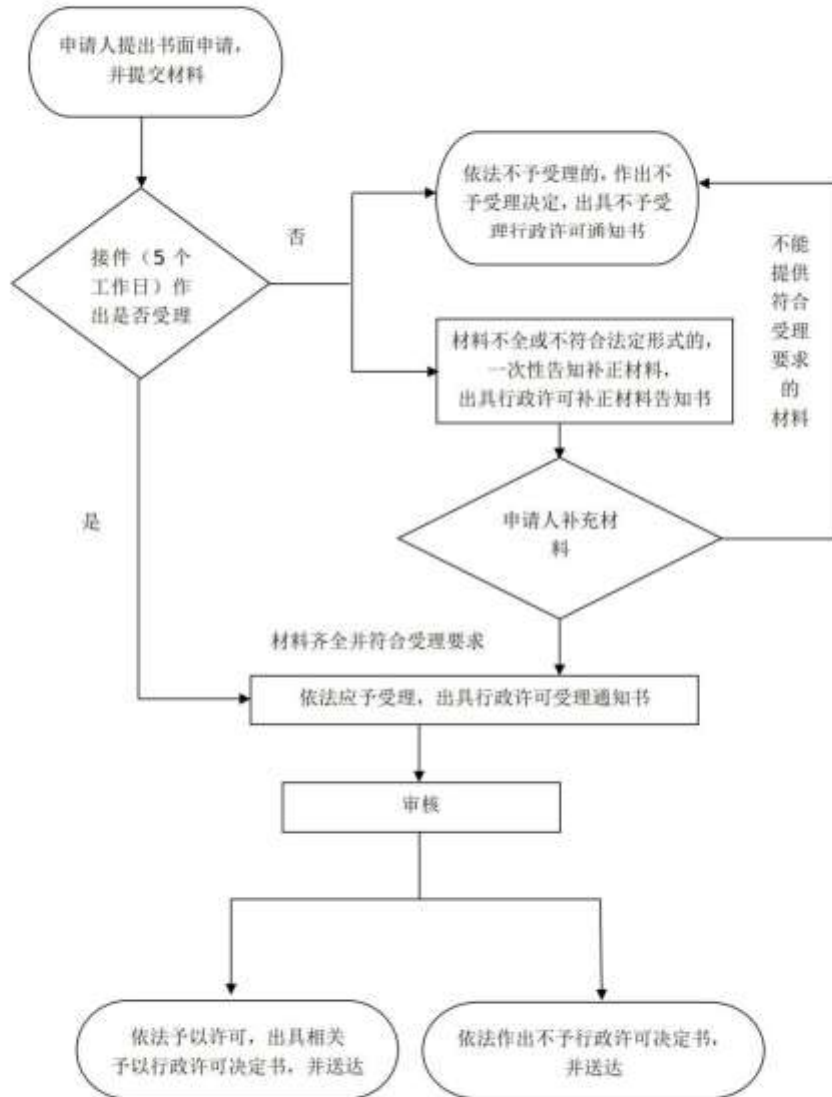 申请人提出书面申请，
并提交材料
依法不予受理的，作出不
予受理决定，出具不予受
理行政许可通知书
否
不能
提供
符合
受理
要求
的
材料
接件（5 个
工作日）作
出是否受理
材料不全或不符合法定形式的，
一次性告知补正材料，
出具行政许可补正材料告知书
是
申请人补充材
料
材料齐全并符合受理要求
依法应予受理，出具行政许可受理通知书
审核
依法予以许可，出具相关
予以行政许可决定书，并送达
依法作出不予行政许可决定书，
并送达